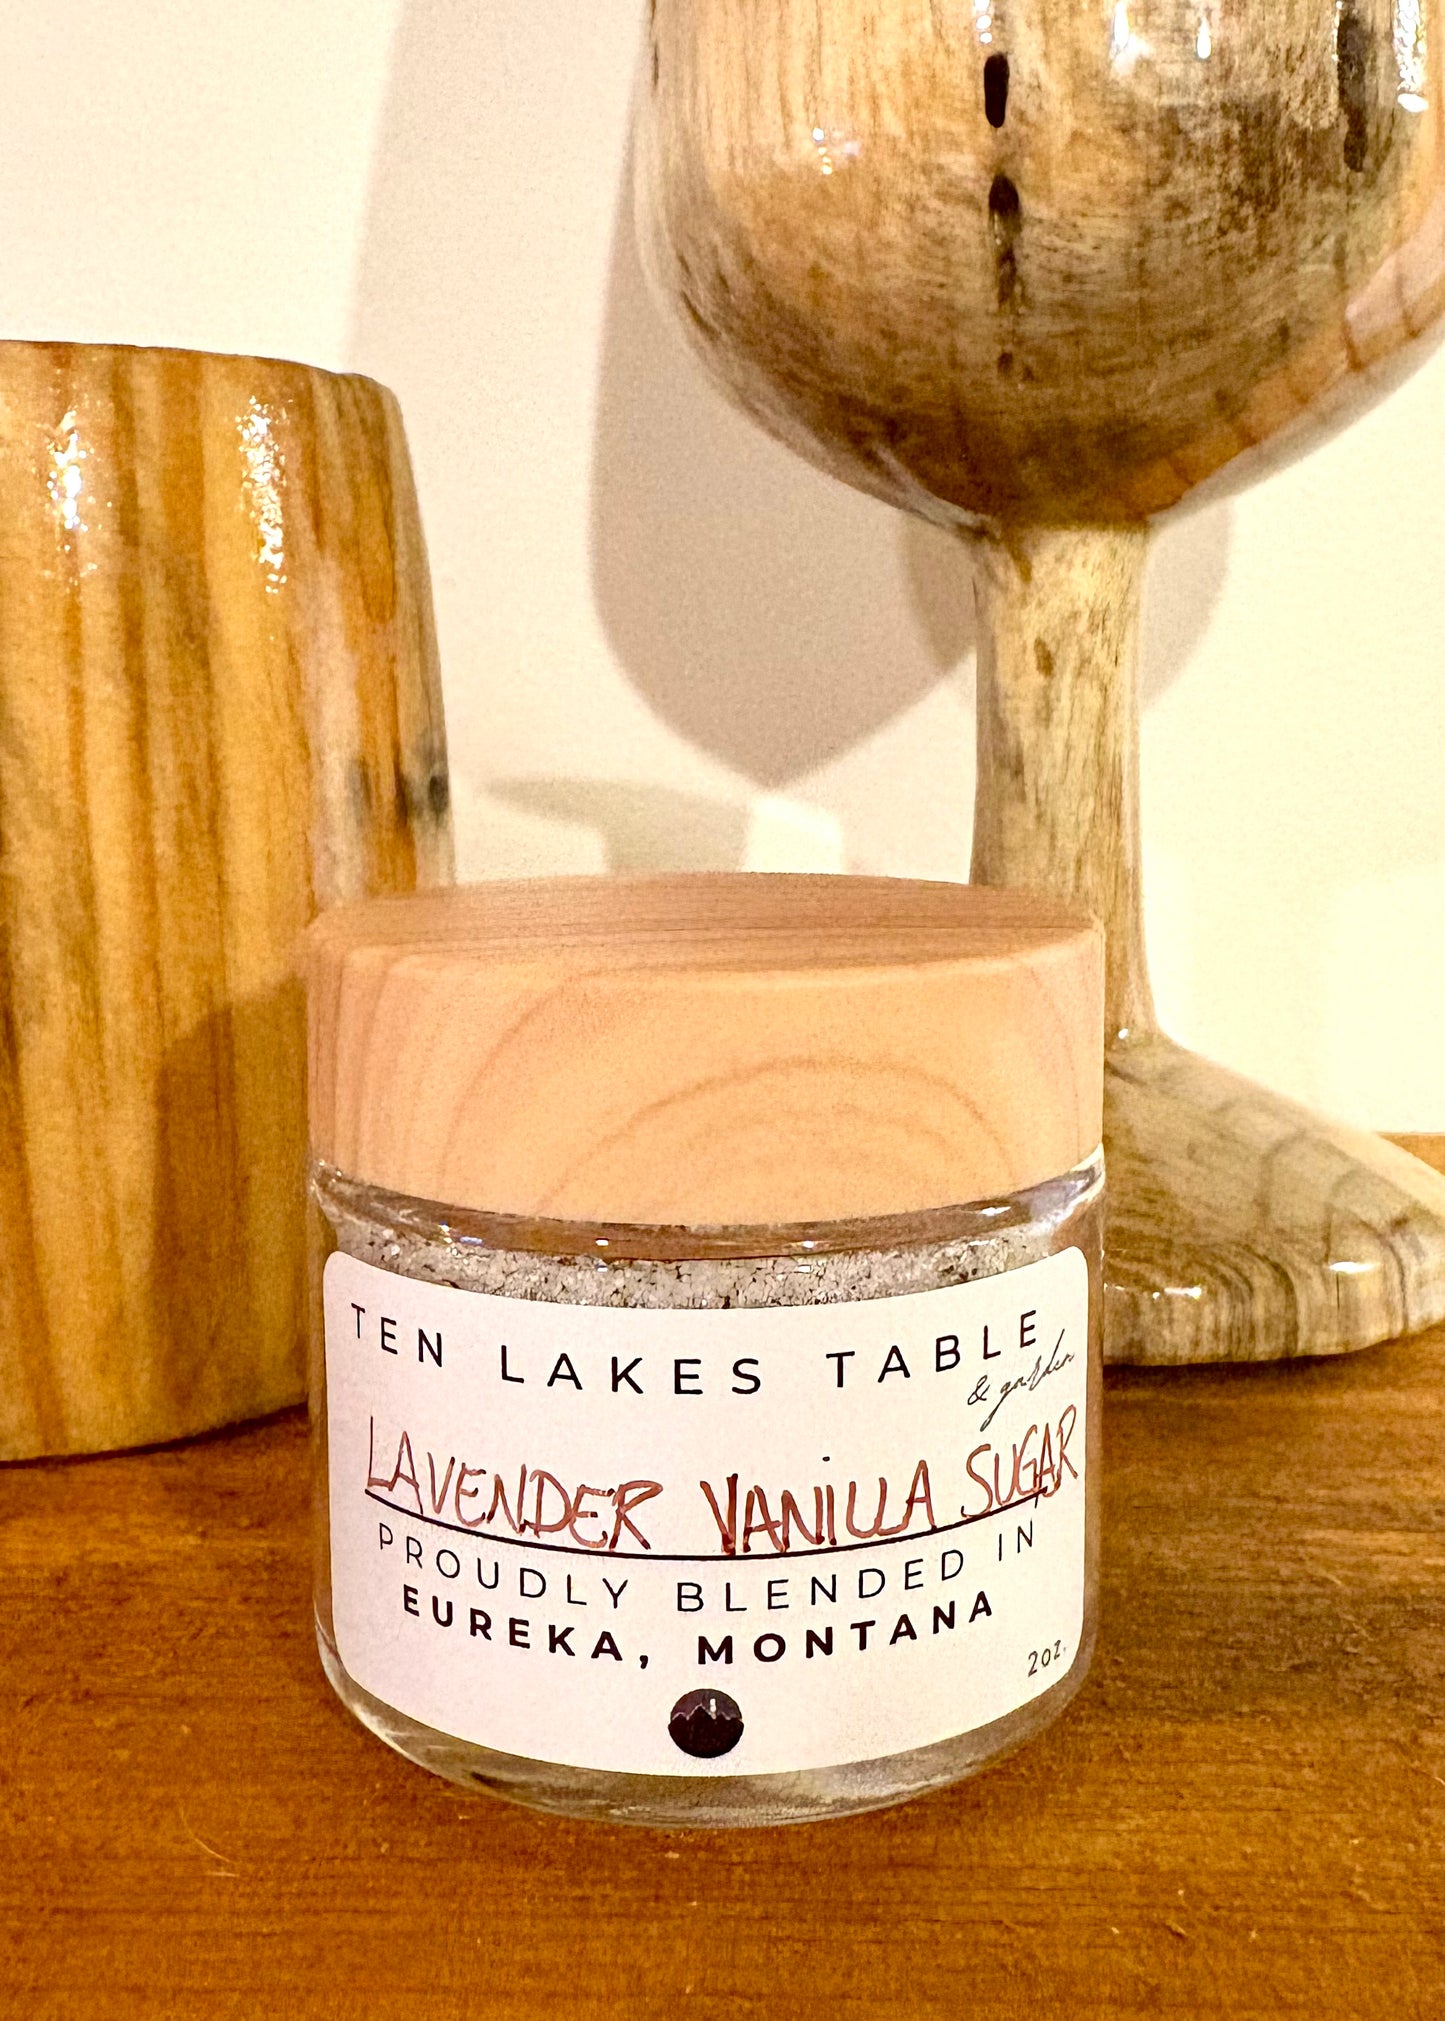 TEN LAKES TABLE
& garden
LAVENDER VANiLLA SUGAR
PROUDLY BLENDED IN
EUREKA, MONTANA
2oz.